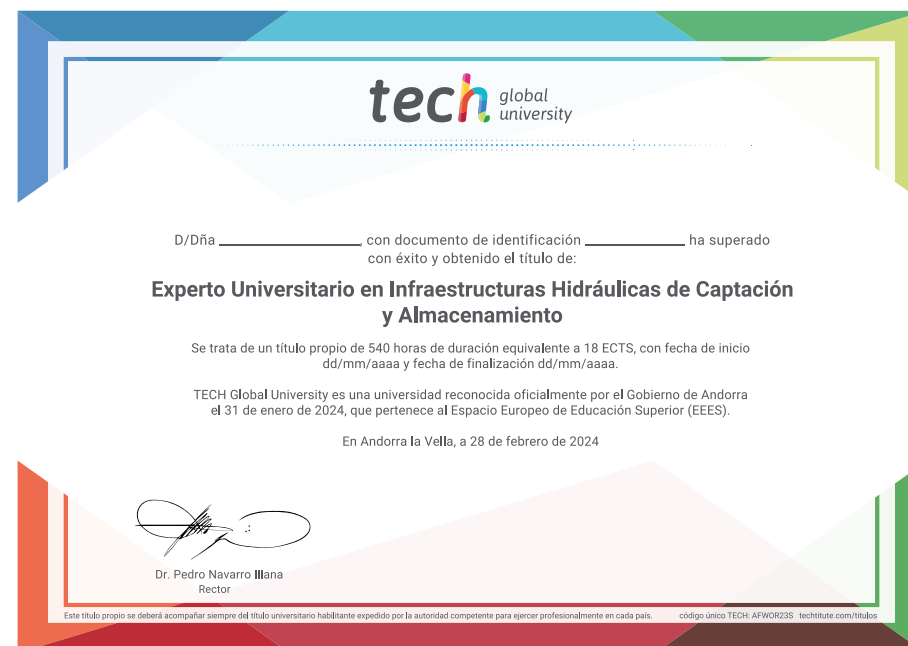 tech global university
D/Dña ______________________, con documento de identificación ________________ ha superado
con éxito y obtenido el título de:
Experto Universitario en Infraestructuras Hidráulicas de Captación
y Almacenamiento
Se trata de un título propio de 540 horas de duración equivalente a 18 ECTS, con fecha de inicio
dd/mm/aaaa y fecha de finalización dd/mm/aaaa.
TECH Global University es una universidad reconocida oficialmente por el Gobierno de Andorra
el 31 de enero de 2024, que pertenece al Espacio Europeo de Educación Superior (EEES).
En Andorra la Vella, a 28 de febrero de 2024
Dr. Pedro Navarro Illana
Rector
Este título propio se deberá acompañar siempre del título universitario habilitante expedido por la autoridad competente para ejercer profesionalmente en cada país. código único TECH: AFWOR23S techtitute.com/titulos